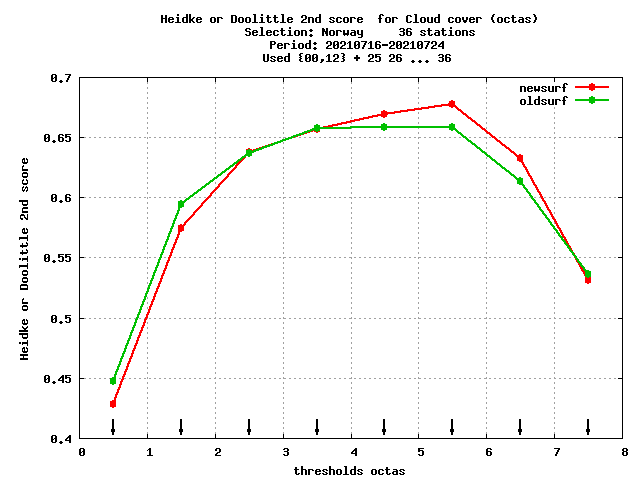 Heidke or Doolittle 2nd score  for Cloud cover (octas)
Selection: Norway     36 stations
Period: 20210716-20210724
Used {00,12} + 25 26 ... 36
newsurf
oldsurf
Heidke or Doolittle 2nd score
0.7
0.65
0.6
0.55
0.5
0.45
0.4
0 1 2 3 4 5 6 7 8
thresholds octas